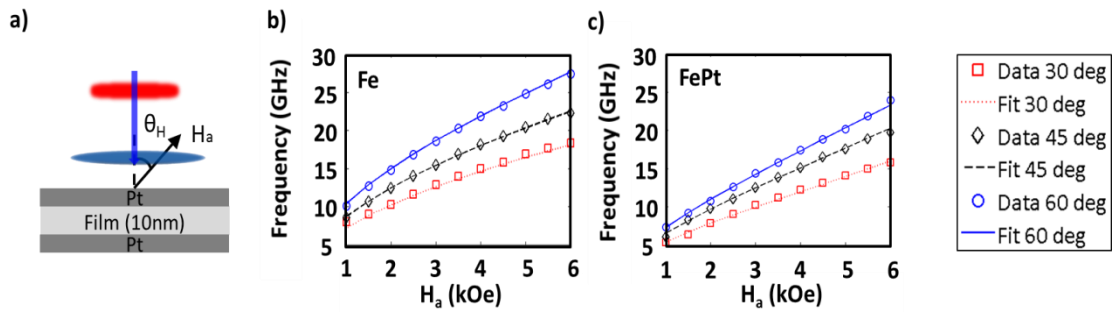 a)
θH
Ha
Pt
Film (10nm)
Pt
b)
Frequency (GHz)
30
25
20
15
10
5
Fe
1 2 3 4 5 6
Ha (kOe)
c)
Frequency (GHz)
30
25
20
15
10
5
FePt
1 2 3 4 5 6
Ha (kOe)
Data 30 deg
Fit 30 deg
Data 45 deg
Fit 45 deg
Data 60 deg
Fit 60 deg